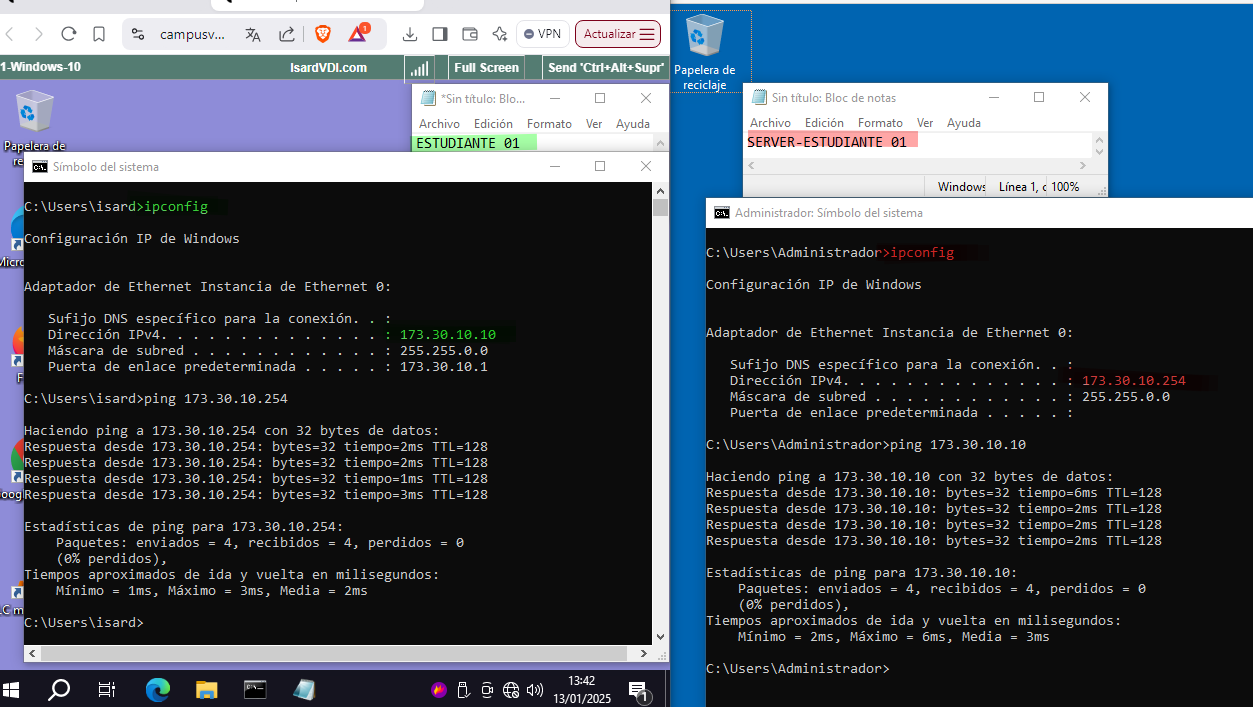 campusv...
1
VPN
Actualizar
1-Windows-10
IsardVDI.com
Full Screen
Send 'Ctrl+Alt+Supr'
Papelera de
*Sin título: Blo...
Archivo Edición Formato Ver Ayuda
ESTUDIANTE 01
Símbolo del sistema
C:\Users\isard>ipconfig
Configuración IP de Windows
Adaptador de Ethernet Instancia de Ethernet 0:
Sufijo DNS específico para la conexión. . :
Dirección IPv4. . . . . . . . . . . . . . : 173.30.10.10
Máscara de subred . . . . . . . . . . . . : 255.255.0.0
Puerta de enlace predeterminada . . . . . : 173.30.10.1
C:\Users\isard>ping 173.30.10.254
Haciendo ping a 173.30.10.254 con 32 bytes de datos:
Respuesta desde 173.30.10.254: bytes=32 tiempo=2ms TTL=128
Respuesta desde 173.30.10.254: bytes=32 tiempo=2ms TTL=128
Respuesta desde 173.30.10.254: bytes=32 tiempo=1ms TTL=128
Respuesta desde 173.30.10.254: bytes=32 tiempo=3ms TTL=128
Estadísticas de ping para 173.30.10.254:
Paquetes: enviados = 4, recibidos = 4, perdidos = 0
(0% perdidos),
Tiempos aproximados de ida y vuelta en milisegundos:
Mínimo = 1ms, Máximo = 3ms, Media = 2ms
C:\Users\isard>
13:42
13/01/2025
1
Papelera de
reciclaje
Sin título: Bloc de notas
Archivo Edición Formato Ver Ayuda
SERVER-ESTUDIANTE 01
Windows Línea 1, c 100%
Administrador: Símbolo del sistema
C:\Users\Administrador>ipconfig
Configuración IP de Windows
Adaptador de Ethernet Instancia de Ethernet 0:
Sufijo DNS específico para la conexión. . :
Dirección IPv4. . . . . . . . . . . . . . : 173.30.10.254
Máscara de subred . . . . . . . . . . . . : 255.255.0.0
Puerta de enlace predeterminada . . . . . :
C:\Users\Administrador>ping 173.30.10.10
Haciendo ping a 173.30.10.10 con 32 bytes de datos:
Respuesta desde 173.30.10.10: bytes=32 tiempo=6ms TTL=128
Respuesta desde 173.30.10.10: bytes=32 tiempo=2ms TTL=128
Respuesta desde 173.30.10.10: bytes=32 tiempo=2ms TTL=128
Respuesta desde 173.30.10.10: bytes=32 tiempo=2ms TTL=128
Estadísticas de ping para 173.30.10.10:
Paquetes: enviados = 4, recibidos = 4, perdidos = 0
(0% perdidos),
Tiempos aproximados de ida y vuelta en milisegundos:
Mínimo = 2ms, Máximo = 6ms, Media = 3ms
C:\Users\Administrador>